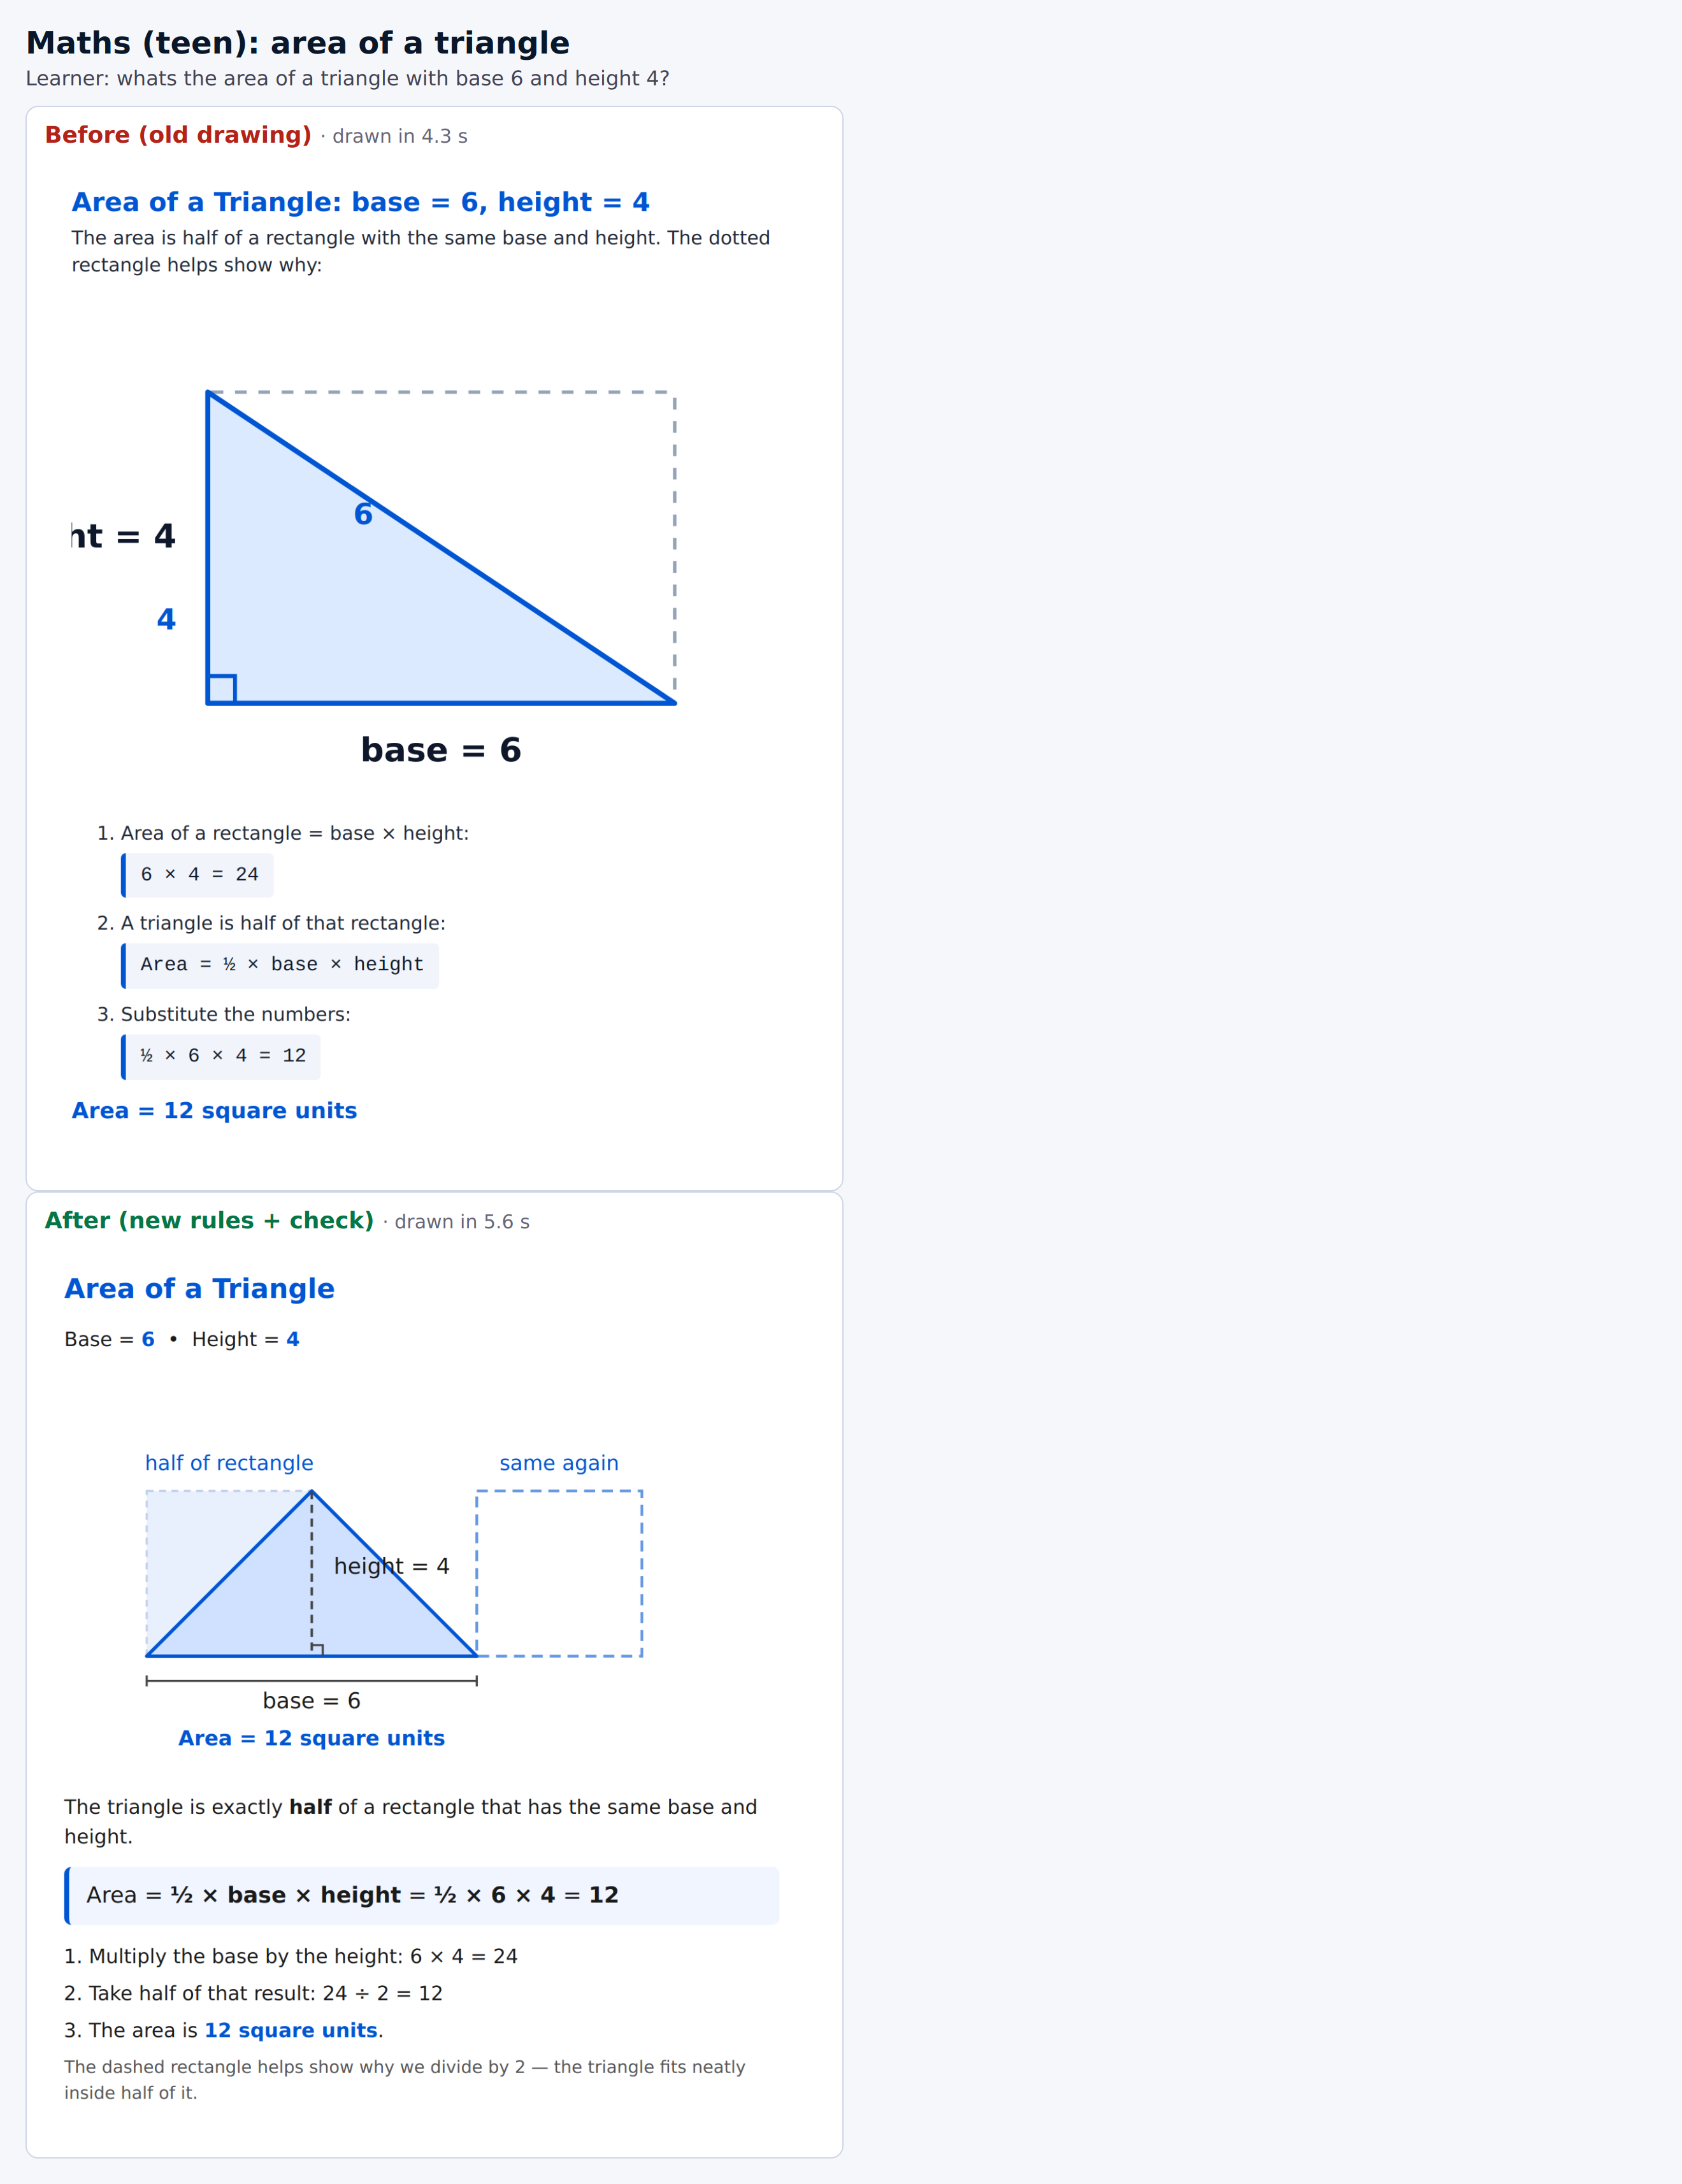 Maths (teen): area of a triangle
Learner: whats the area of a triangle with base 6 and height 4?
Before (old drawing) · drawn in 4.3 s
Area of a Triangle: base = 6, height = 4
The area is half of a rectangle with the same base and height. The dotted
rectangle helps show why:
6
ht = 4
4
base = 6
1. Area of a rectangle = base × height:
6 × 4 = 24
2. A triangle is half of that rectangle:
Area = ½ × base × height
3. Substitute the numbers:
½ × 6 × 4 = 12
Area = 12 square units
After (new rules + check) · drawn in 5.6 s
Area of a Triangle
Base = 6 • Height = 4
half of rectangle
same again
height = 4
base = 6
Area = 12 square units
The triangle is exactly half of a rectangle that has the same base and
height.
Area = ½ × base × height = ½ × 6 × 4 = 12
1. Multiply the base by the height: 6 × 4 = 24
2. Take half of that result: 24 ÷ 2 = 12
3. The area is 12 square units.
The dashed rectangle helps show why we divide by 2 — the triangle fits neatly
inside half of it.